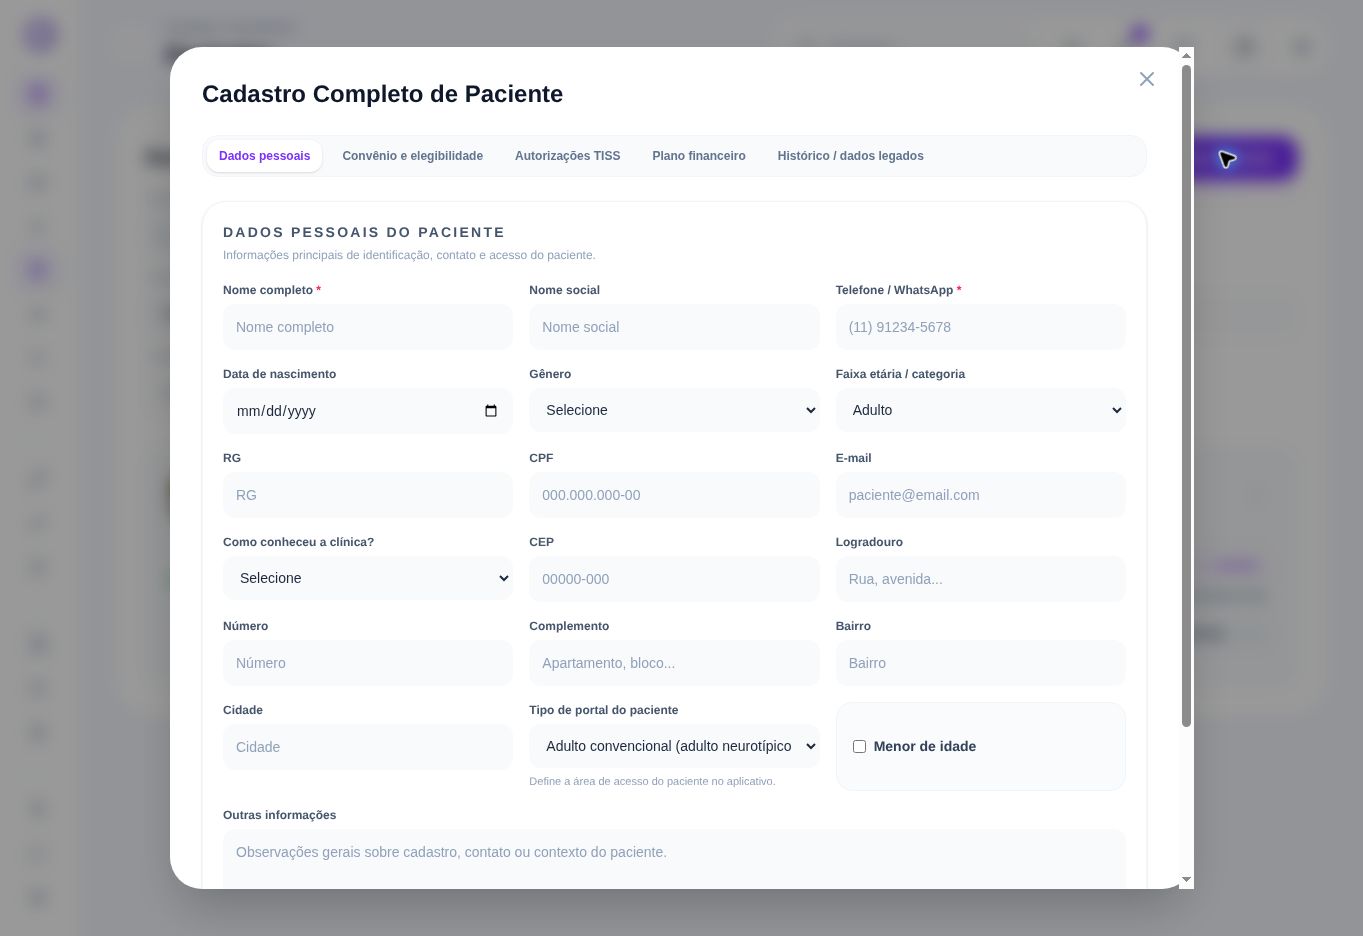 Cadastro Completo de Paciente
Dados pessoais Convênio e elegibilidade Autorizações TISS Plano financeiro Histórico / dados legados
DADOS PESSOAIS DO PACIENTE
Informações principais de identificação, contato e acesso do paciente.
Nome completo * Nome social Telefone / WhatsApp *
Nome completo Nome social (11) 91234-5678
Data de nascimento Gênero Faixa etária / categoria
mm/dd/yyyy Selecione Adulto
RG CPF E-mail
RG 000.000.000-00 paciente@email.com
Como conheceu a clínica? CEP Logradouro
Selecione 00000-000 Rua, avenida...
Número Complemento Bairro
Número Apartamento, bloco... Bairro
Cidade Tipo de portal do paciente
Cidade Adulto convencional (adulto neurotípico Menor de idade
Define a área de acesso do paciente no aplicativo.
Outras informações
Observações gerais sobre cadastro, contato ou contexto do paciente.